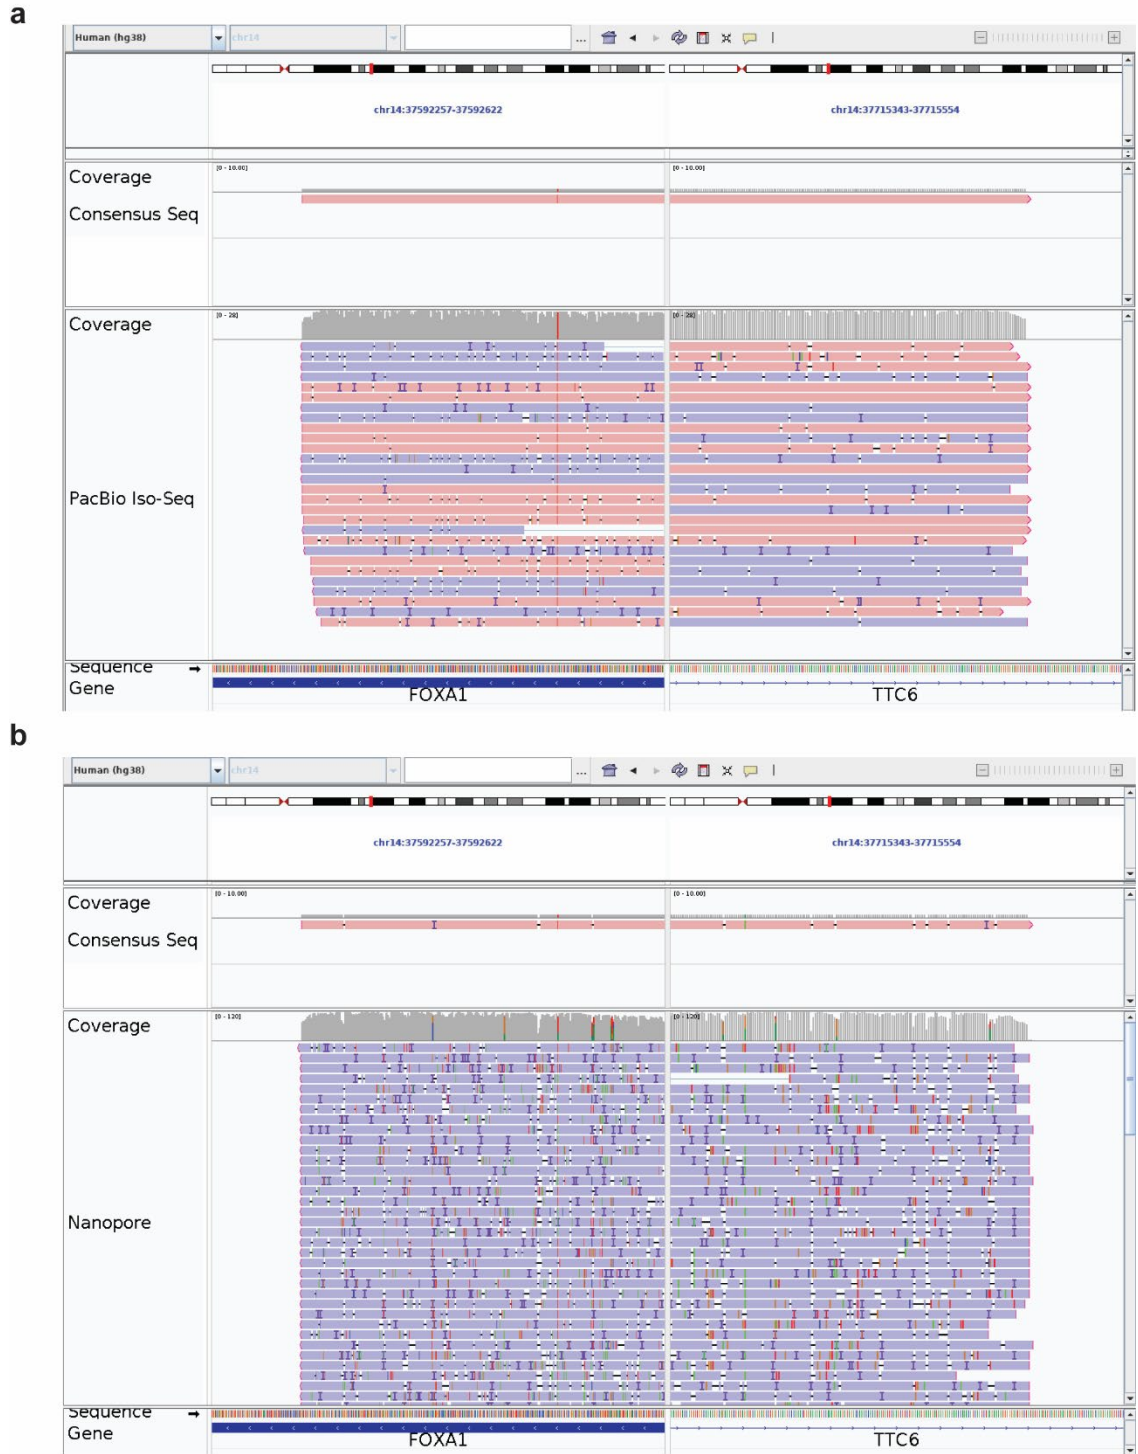 a
Human (hg38) chr14 ...
chr14:37592257-37592622 chr14:37715343-37715554
Coverage [0 - 10.00] [0 - 10.00]
Consensus Seq
Coverage [0 - 28] [0 - 28]
PacBio Iso-Seq
Sequence
Gene FOXA1 TTC6
b
Human (hg38) chr14 ...
chr14:37592257-37592622 chr14:37715343-37715554
Coverage [0 - 10.00] [0 - 10.00]
Consensus Seq
Coverage [0 - 120] [0 - 120]
Nanopore
Sequence
Gene FOXA1 TTC6